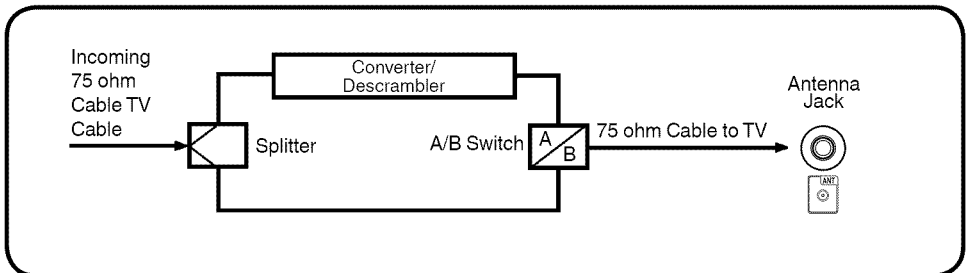 Incoming
75 ohm
Cable TV
Cable
Converter/
Descrambler
Splitter
A/B Switch
A
B
75 ohm Cable to TV
Antenna
Jack
ANT